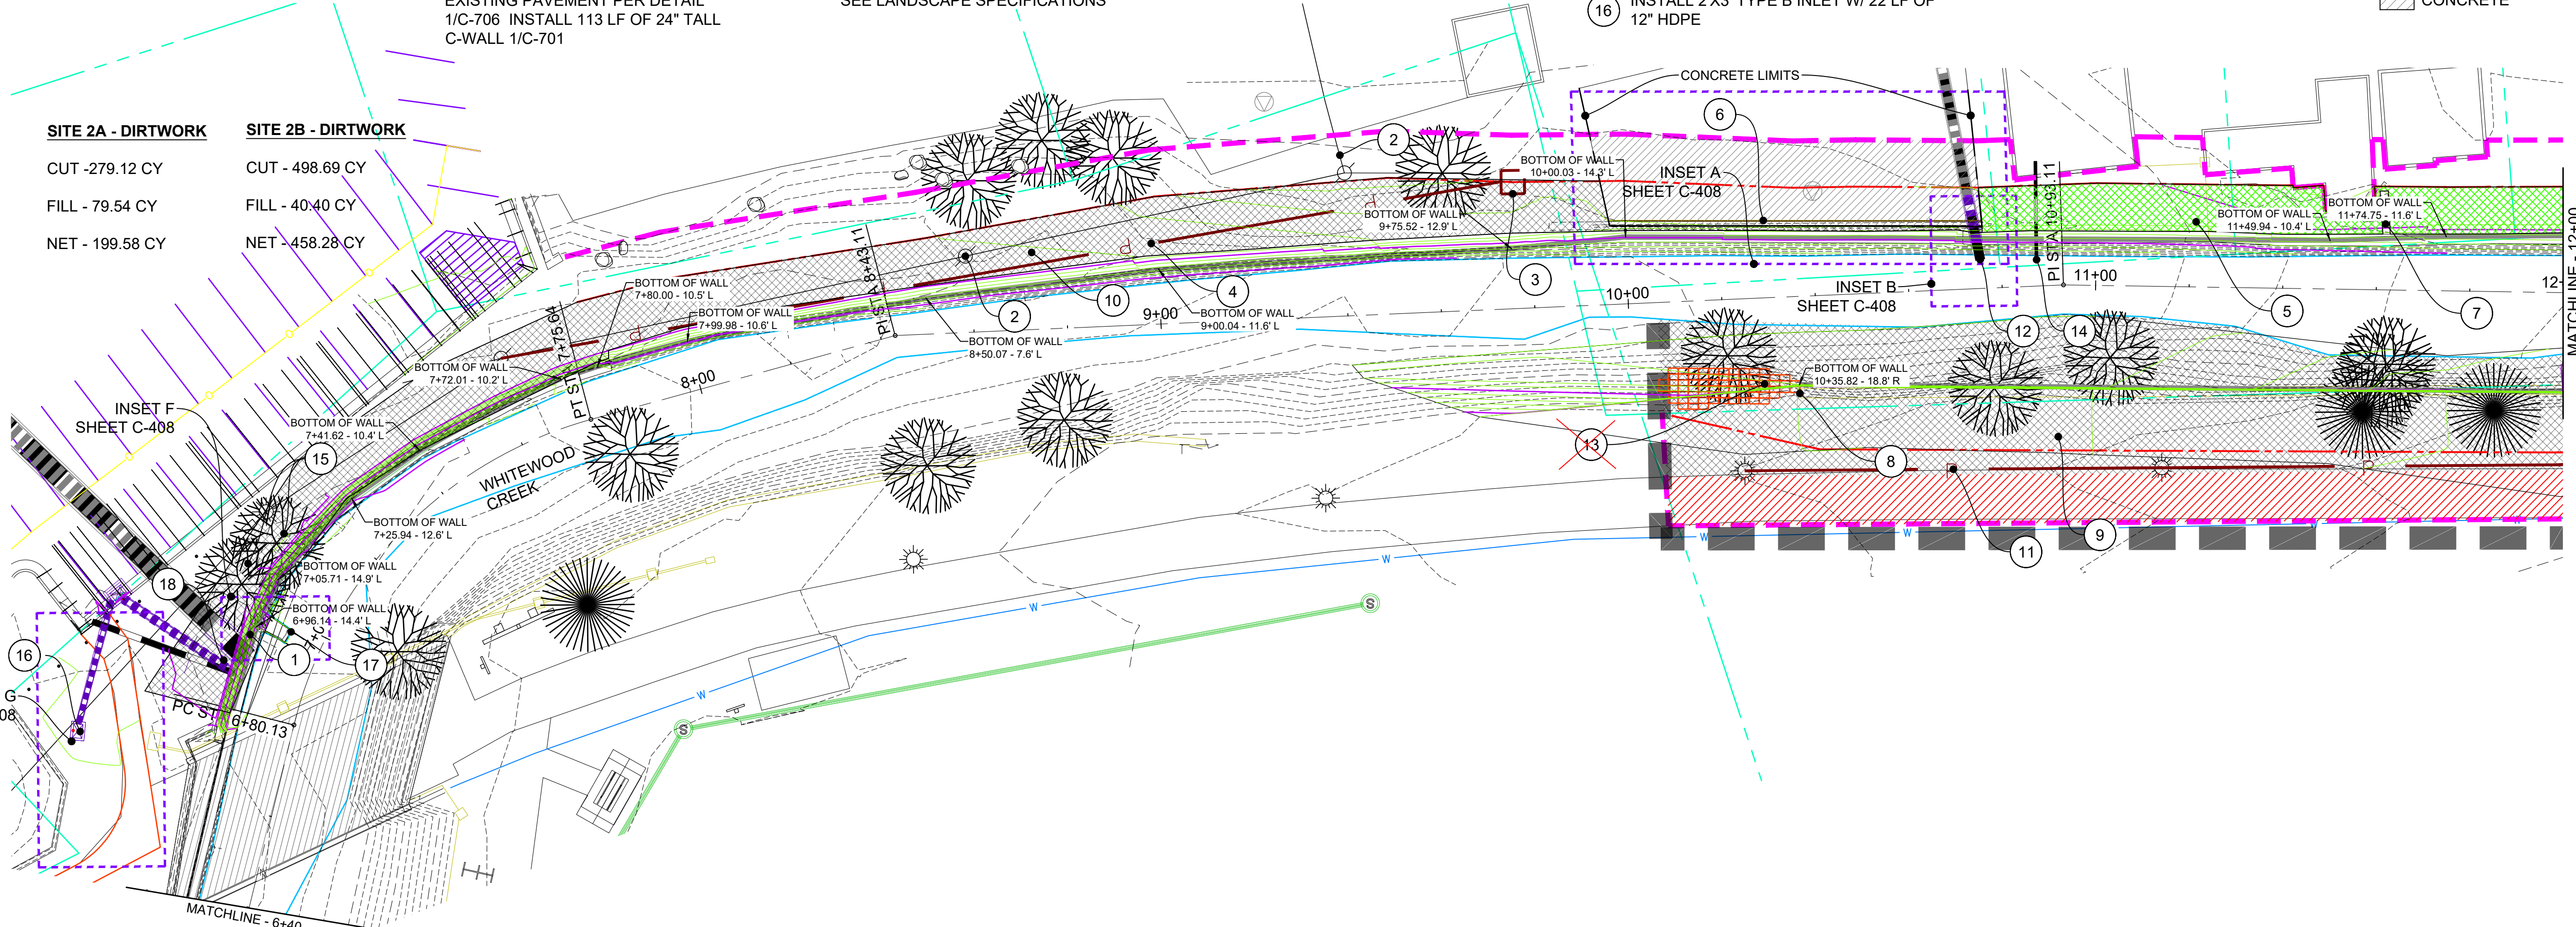 EXISTING PAVEMENT PER DETAIL
1/C-706 INSTALL 113 LF OF 24" TALL
C-WALL 1/C-701
SEE LANDSCAPE SPECIFICATIONS
16
INSTALL 2'X3' TYPE B INLET W/ 22 LF OF
12" HDPE
CONCRETE
SITE 2A - DIRTWORK
CUT -279.12 CY
FILL - 79.54 CY
NET - 199.58 CY
SITE 2B - DIRTWORK
CUT - 498.69 CY
FILL - 40.40 CY
NET - 458.28 CY
CONCRETE LIMITS
6
2
BOTTOM OF WALL
10+00.03 - 14.3' L
INSET A
SHEET C-408
BOTTOM OF WALL
9+75.52 - 12.9' L
PI STA 10+93.11
BOTTOM OF WALL
11+49.94 - 10.4' L
BOTTOM OF WALL
11+74.75 - 11.6' L
MATCHLINE - 12+00
PI STA 8+43.11
P
P
BOTTOM OF WALL
7+80.00 - 10.5' L
BOTTOM OF WALL
7+99.98 - 10.6' L
2
10
4
3
9+00
10+00
11+00
12+
INSET B
SHEET C-408
12
14
5
7
BOTTOM OF WALL
9+00.04 - 11.6' L
BOTTOM OF WALL
8+50.07 - 7.6' L
P
PT STA 7+75.64
BOTTOM OF WALL
7+72.01 - 10.2' L
8+00
BOTTOM OF WALL
10+35.82 - 18.8' R
INSET F
SHEET C-408
BOTTOM OF WALL
7+41.62 - 10.4' L
15
13
8
P
P
WHITEWOOD
CREEK
BOTTOM OF WALL
7+25.94 - 12.6' L
11
9
W
W
W
W
W
BOTTOM OF WALL
7+05.71 - 14.9' L
18
BOTTOM OF WALL
6+96.14 - 14.4' L
S
S
16
1
17
G
08
PC ST
6+80.13
MATCHLINE - 6+40